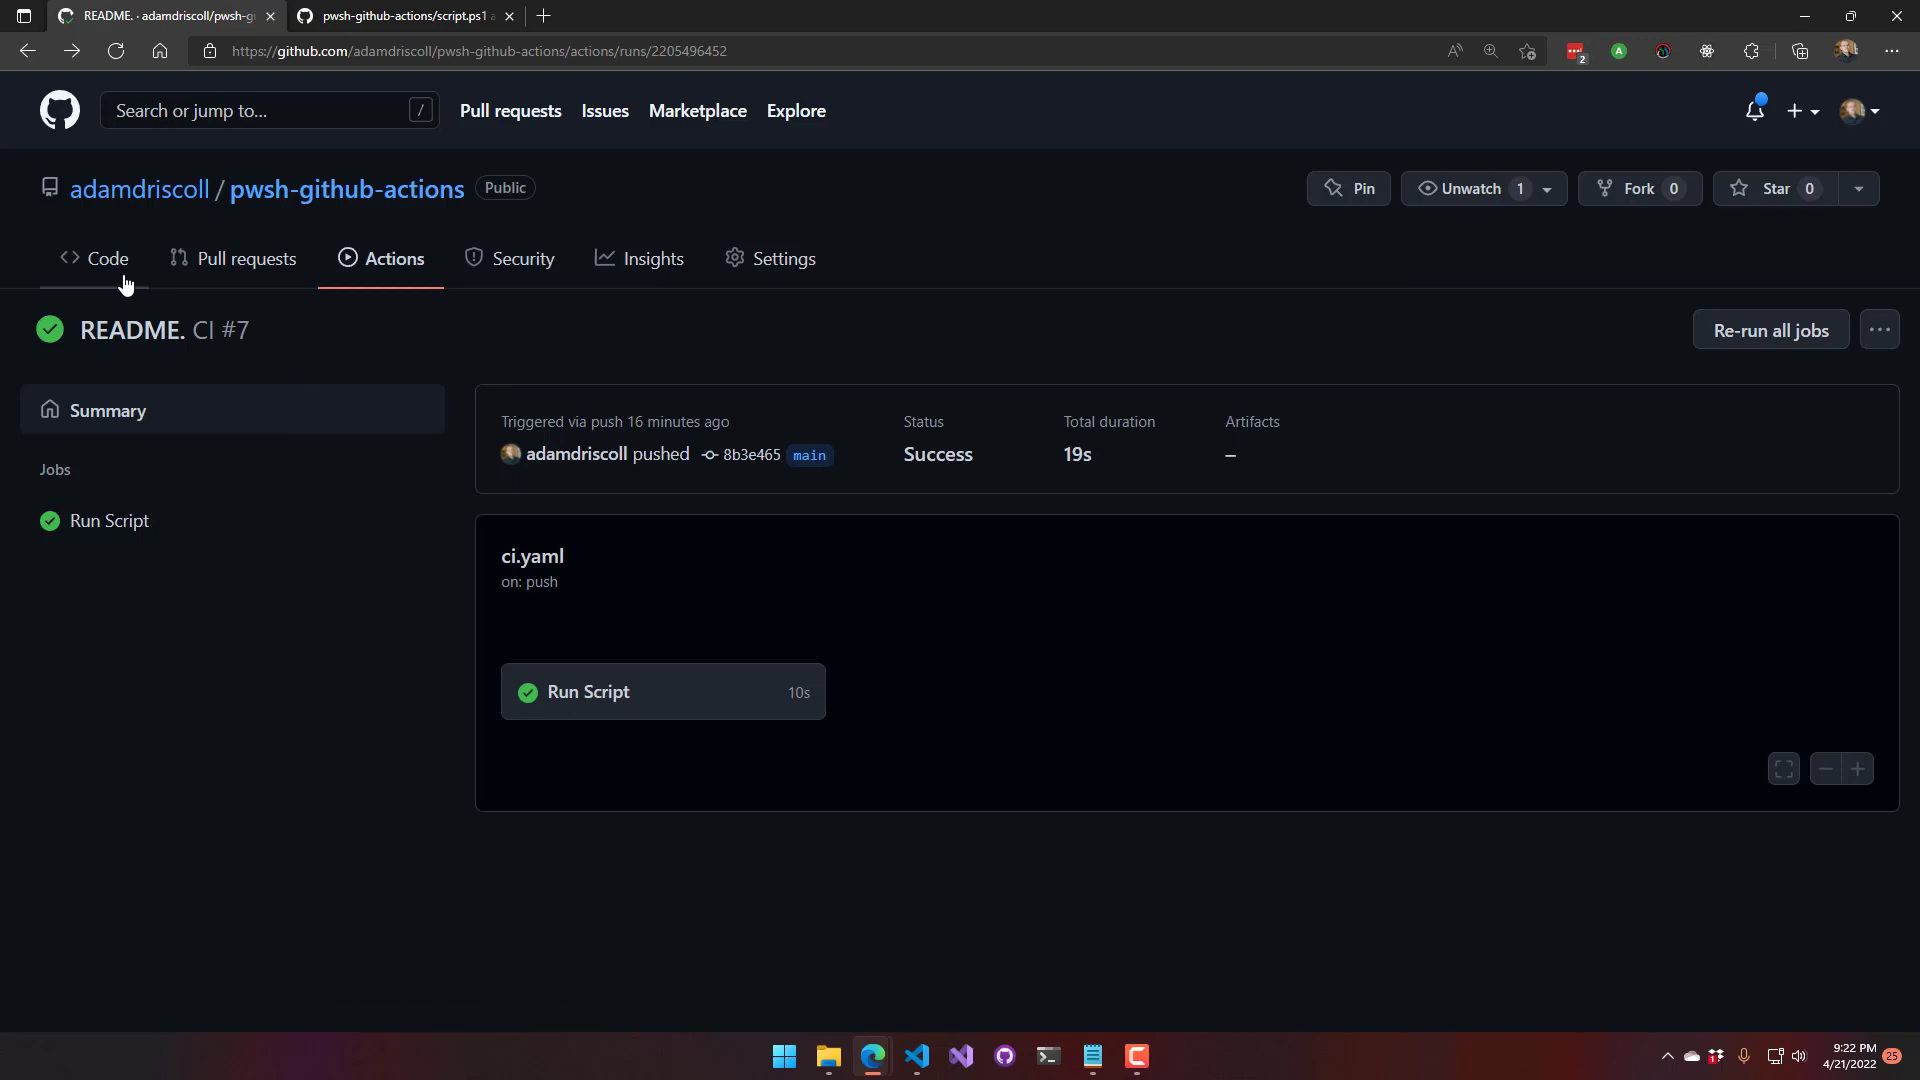 README. · adamdriscoll/pwsh-gi
pwsh-github-actions/script.ps1 a
https://github.com/adamdriscoll/pwsh-github-actions/actions/runs/2205496452
A
2
A
Search or jump to...
/
Pull requests
Issues
Marketplace
Explore
adamdriscoll / pwsh-github-actions
Public
Pin
Unwatch 1
Fork 0
Star 0
Code
Pull requests
Actions
Security
Insights
Settings
README. CI #7
Re-run all jobs
Summary
Triggered via push 16 minutes ago
adamdriscoll pushed 8b3e465 main
Status
Success
Total duration
19s
Artifacts
–
Jobs
Run Script
ci.yaml
on: push
Run Script
10s
1
9:22 PM
4/21/2022
25